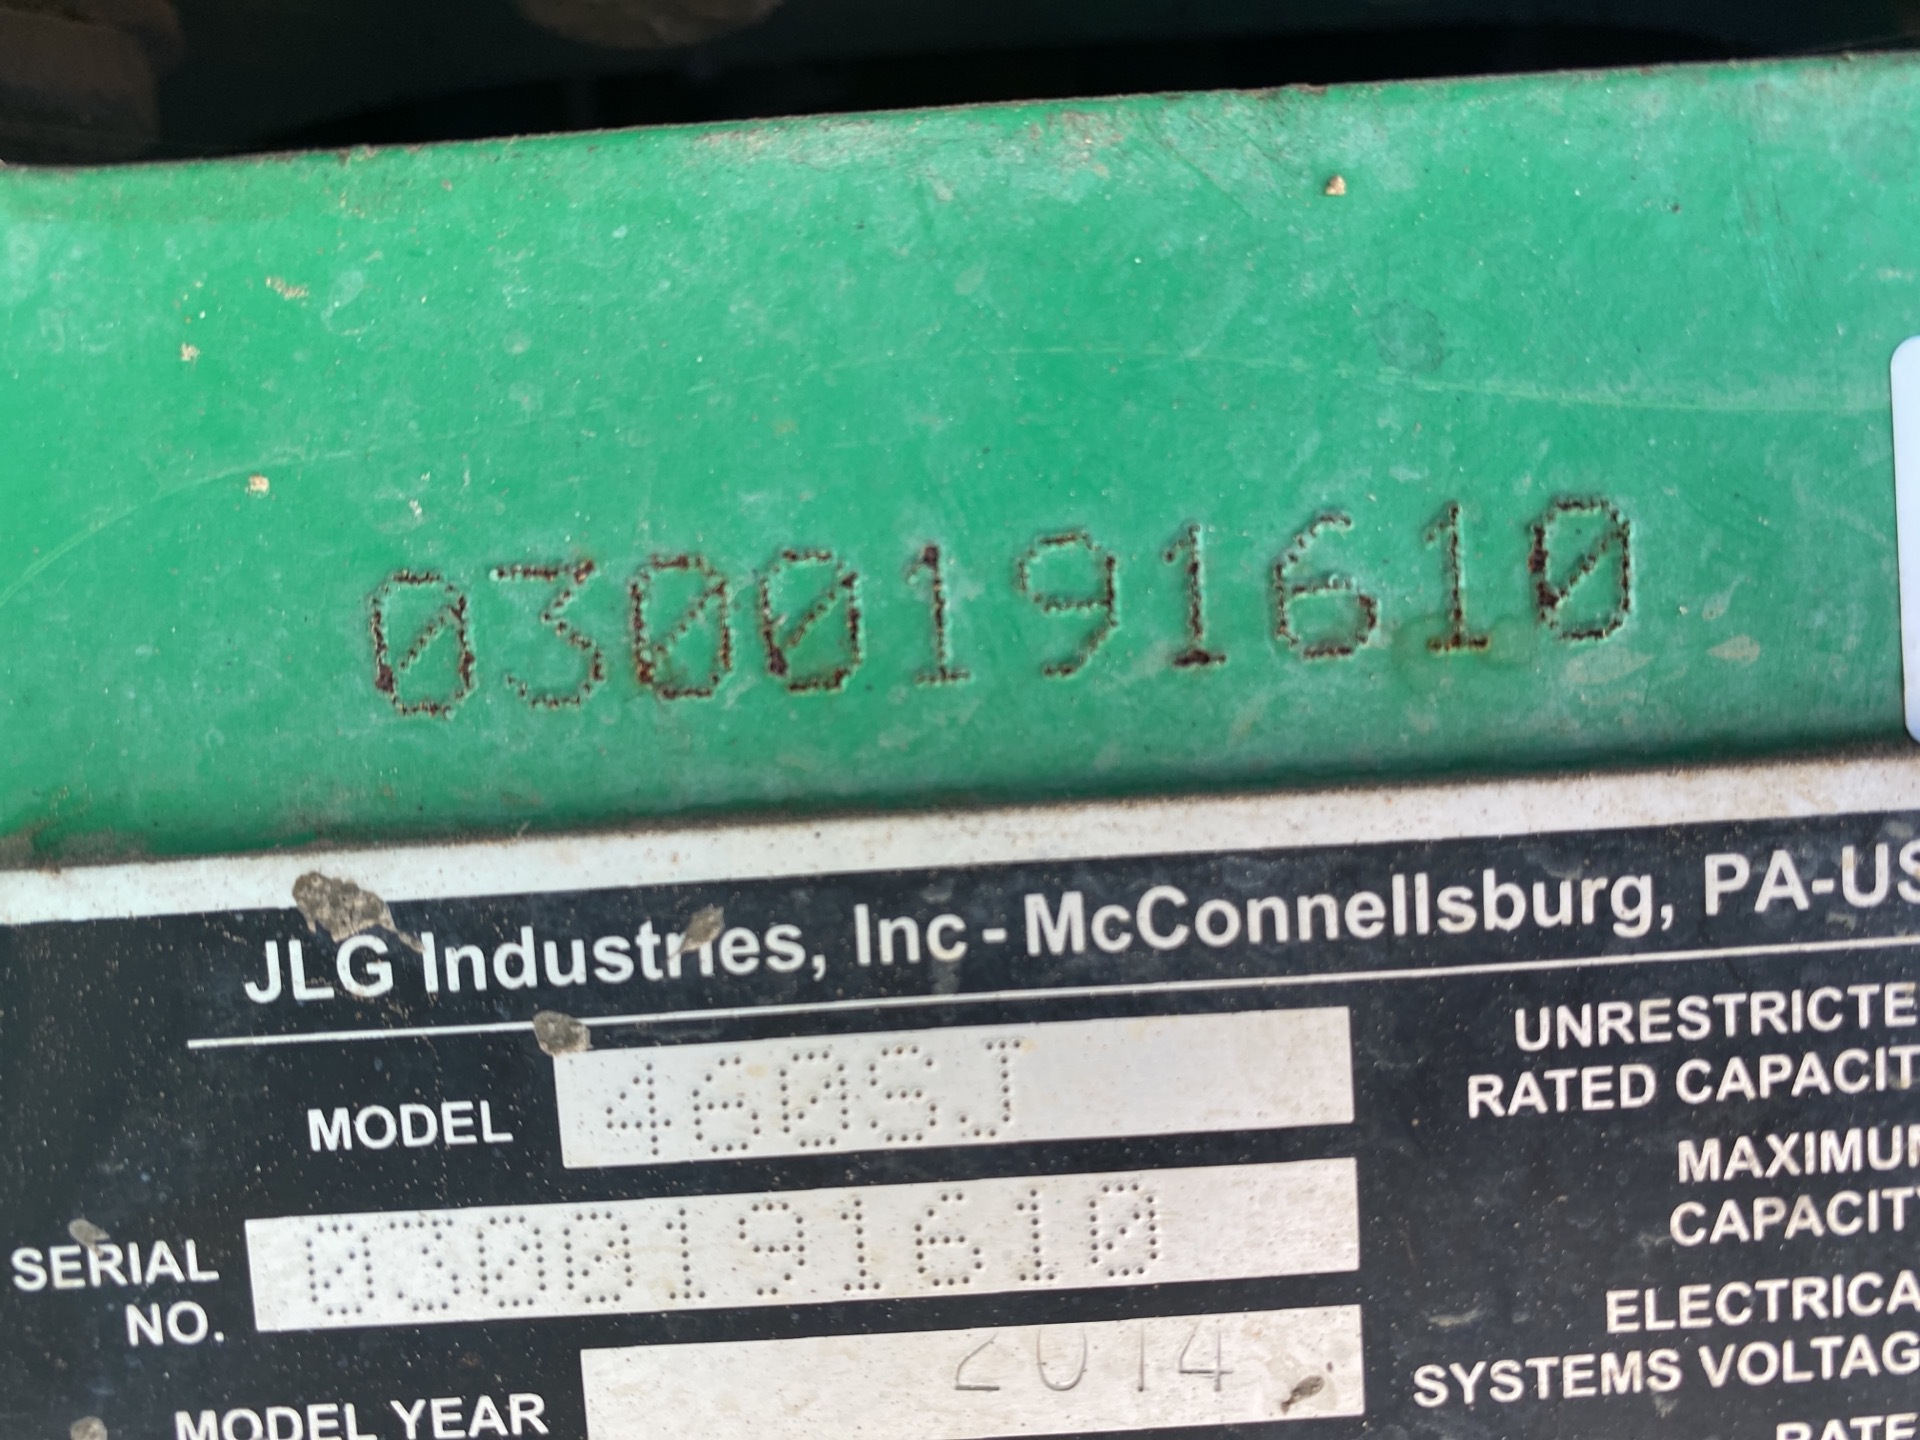 0300191610
JLG Industries, Inc - McConnellsburg, PA-US
MODEL 460SJ
SERIAL NO. 0300191610
MODEL YEAR 2014
UNRESTRICTE
RATED CAPACIT
MAXIMUM
CAPACITY
ELECTRICA
SYSTEMS VOLTAG
RATE